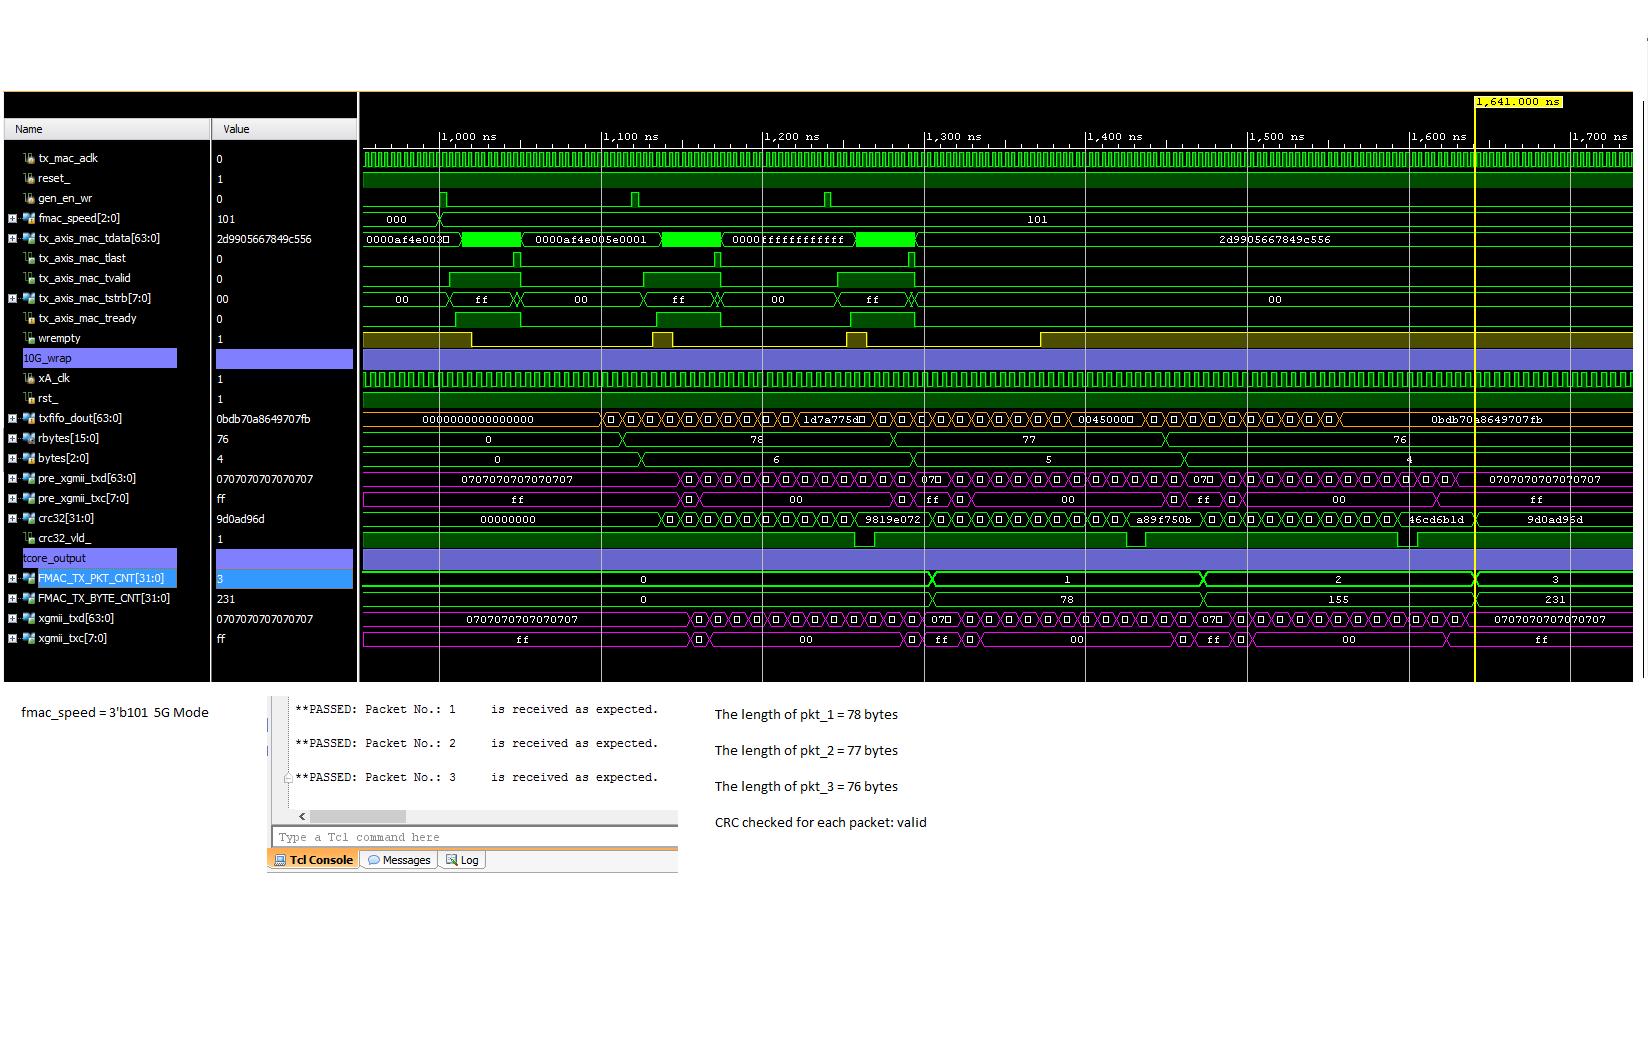 1,641.000 ns
Name Value
1,000 ns 1,100 ns 1,200 ns 1,300 ns 1,400 ns 1,500 ns 1,600 ns 1,700 ns
tx_mac_aclk 0
reset_ 1
gen_en_wr 0
fmac_speed[2:0] 101 000 101
tx_axis_mac_tdata[63:0] 2d9905667849c556 0000af4e003 0000af4e005e0001 0000ffffffffffff 2d9905667849c556
tx_axis_mac_tlast 0
tx_axis_mac_tvalid 0
tx_axis_mac_tstrb[7:0] 00 00 ff 00 ff 00 ff 00
tx_axis_mac_tready 0
wrempty 1
10G_wrap
xA_clk 1
rst_ 1
txfifo_dout[63:0] 0bdb70a8649707fb 0000000000000000 1d7a775d 0045000 0bdb70a8649707fb
rbytes[15:0] 76 0 78 77 76
bytes[2:0] 4 0 6 5 4
pre_xgmii_txd[63:0] 0707070707070707 0707070707070707 070 070 0707070707070707
pre_xgmii_txc[7:0] ff ff 00 ff 00 ff 00 ff
crc32[31:0] 9d0ad96d 00000000 9819e072 a89f750b 46cd6b1d 9d0ad96d
crc32_vld_ 1
tcore_output
FMAC_TX_PKT_CNT[31:0] 3 0 1 2 3
FMAC_TX_BYTE_CNT[31:0] 231 0 78 155 231
xgmii_txd[63:0] 0707070707070707 0707070707070707 070 070 0707070707070707
xgmii_txc[7:0] ff ff 00 ff 00 ff 00 ff
fmac_speed = 3'b101 5G Mode
**PASSED: Packet No.: 1 is received as expected.
**PASSED: Packet No.: 2 is received as expected.
**PASSED: Packet No.: 3 is received as expected.
Type a Tcl command here
Tcl Console Messages Log
The length of pkt_1 = 78 bytes
The length of pkt_2 = 77 bytes
The length of pkt_3 = 76 bytes
CRC checked for each packet: valid